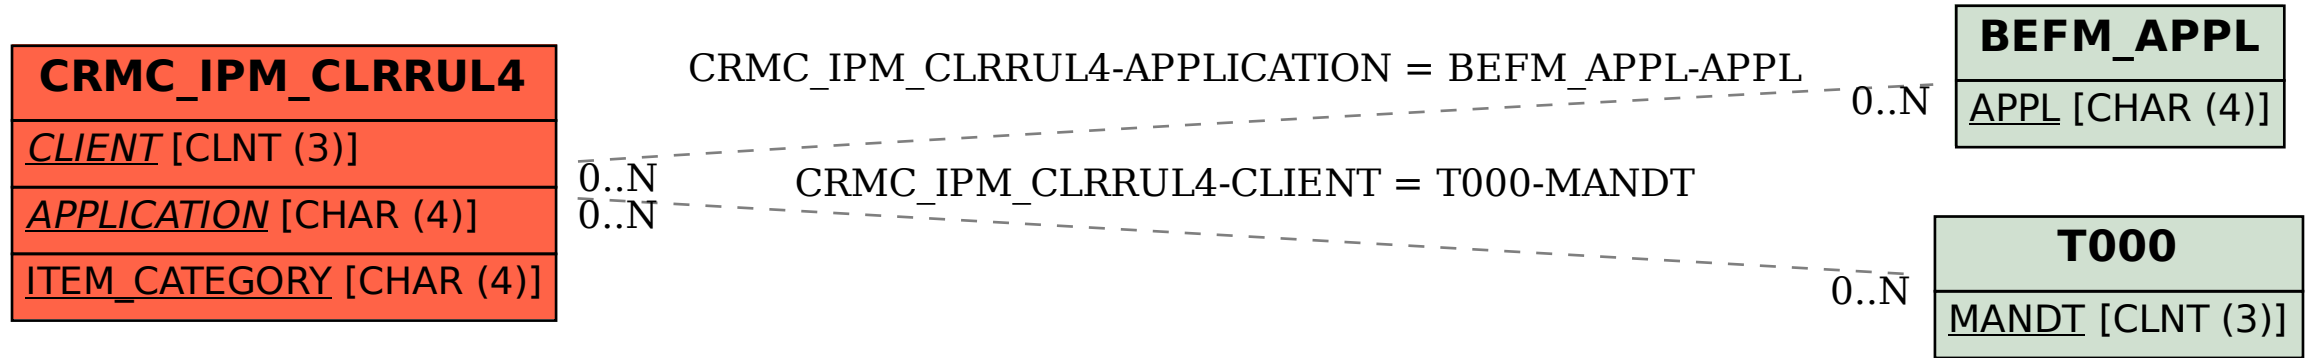 CRMC_IPM_CLRRUL4
CLIENT [CLNT (3)]
APPLICATION [CHAR (4)]
ITEM_CATEGORY [CHAR (4)]
CRMC_IPM_CLRRUL4-APPLICATION = BEFM_APPL-APPL
0..N
0..N
CRMC_IPM_CLRRUL4-CLIENT = T000-MANDT
0..N
0..N
BEFM_APPL
APPL [CHAR (4)]
T000
MANDT [CLNT (3)]